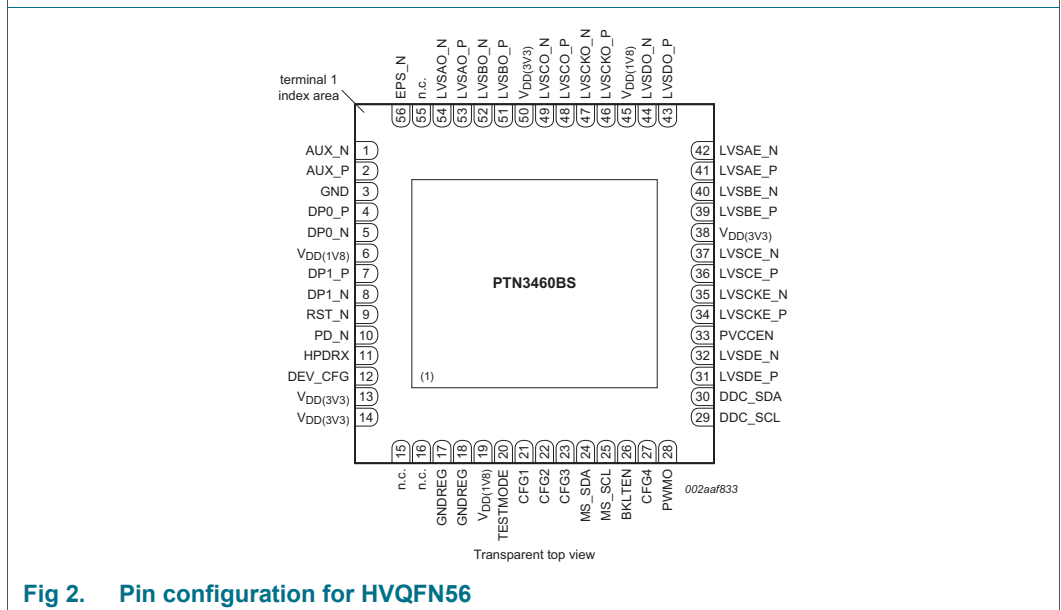 56 EPS_N
55 n.c.
54 LVSAO_N
53 LVSAO_P
52 LVSBO_N
51 LVSBO_P
50 VDD(3V3)
49 LVSCO_N
48 LVSCO_P
47 LVSCKO_N
46 LVSCKO_P
45 VDD(1V8)
44 LVSDO_N
43 LVSDO_P
terminal 1
index area
AUX_N 1
AUX_P 2
GND 3
DP0_P 4
DP0_N 5
VDD(1V8) 6
DP1_P 7
DP1_N 8
RST_N 9
PD_N 10
HPDRX 11
DEV_CFG 12
VDD(3V3) 13
VDD(3V3) 14
PTN3460BS
(1)
42 LVSAE_N
41 LVSAE_P
40 LVSBE_N
39 LVSBE_P
38 VDD(3V3)
37 LVSCE_N
36 LVSCE_P
35 LVSCKE_N
34 LVSCKE_P
33 PVCCEN
32 LVSDE_N
31 LVSDE_P
30 DDC_SDA
29 DDC_SCL
n.c. 15
n.c. 16
GNDREG 17
GNDREG 18
VDD(1V8) 19
TESTMODE 20
CFG1 21
CFG2 22
CFG3 23
MS_SDA 24
MS_SCL 25
BKLTEN 26
CFG4 27
PWMO 28
002aaf833
Transparent top view
Fig 2. Pin configuration for HVQFN56